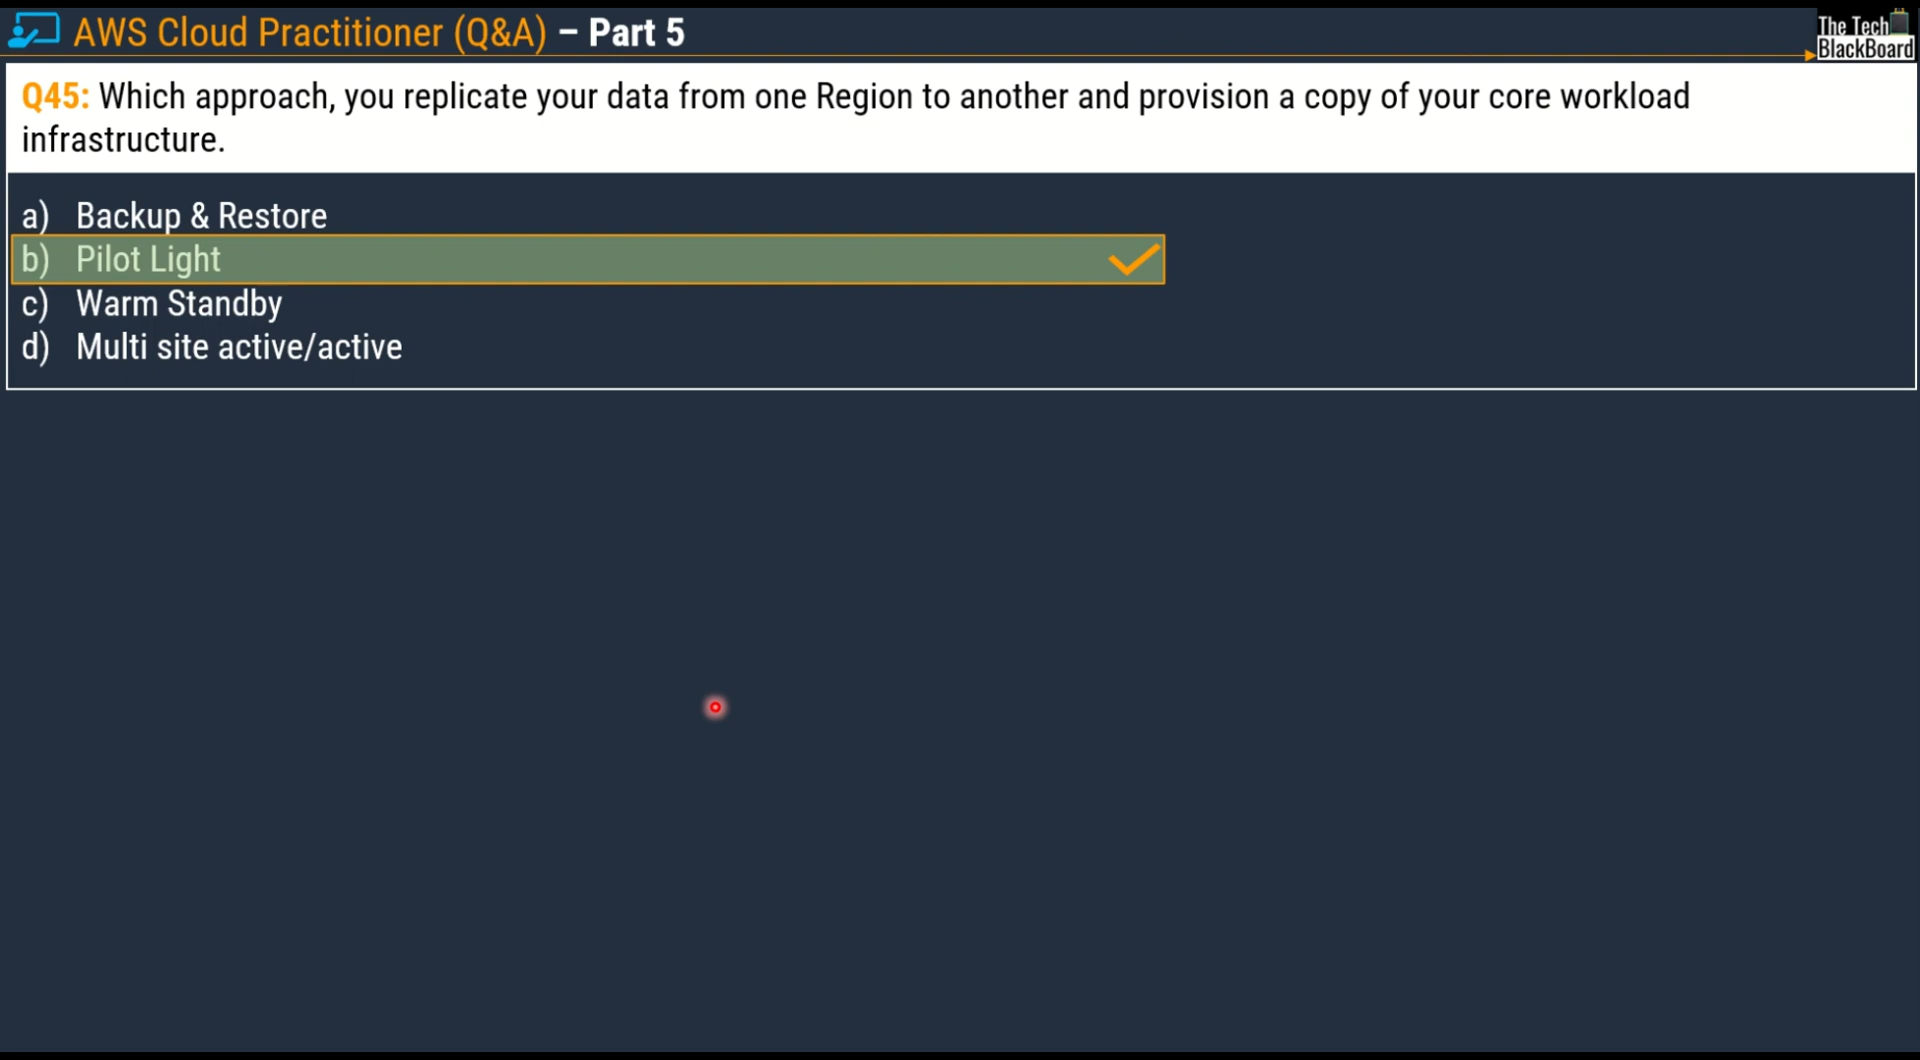 AWS Cloud Practitioner (Q&A) – Part 5
The Tech
BlackBoard
Q45: Which approach, you replicate your data from one Region to another and provision a copy of your core workload
infrastructure.
a) Backup & Restore
b) Pilot Light
c) Warm Standby
d) Multi site active/active